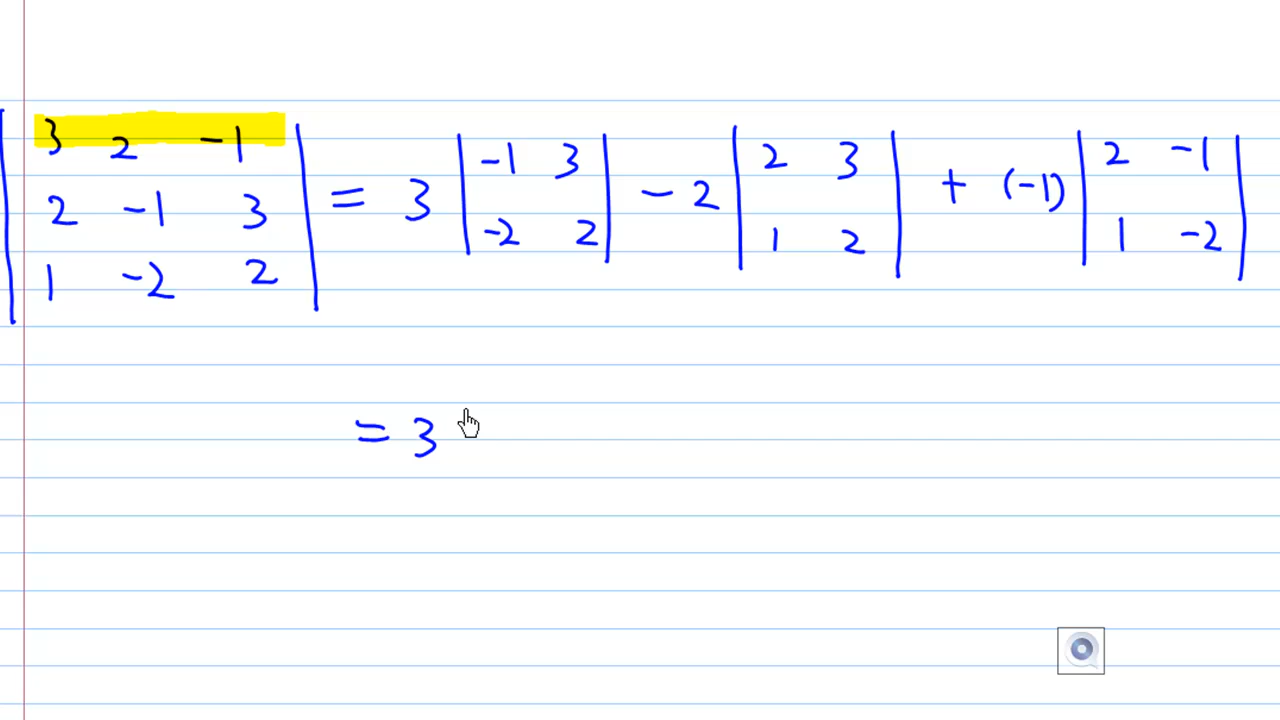 3 2 -1 -1 3 2 3 2 -1
2 -1 3 = 3 - 2 + (-1)
1 -2 2 -2 2 1 2 1 -2
= 3